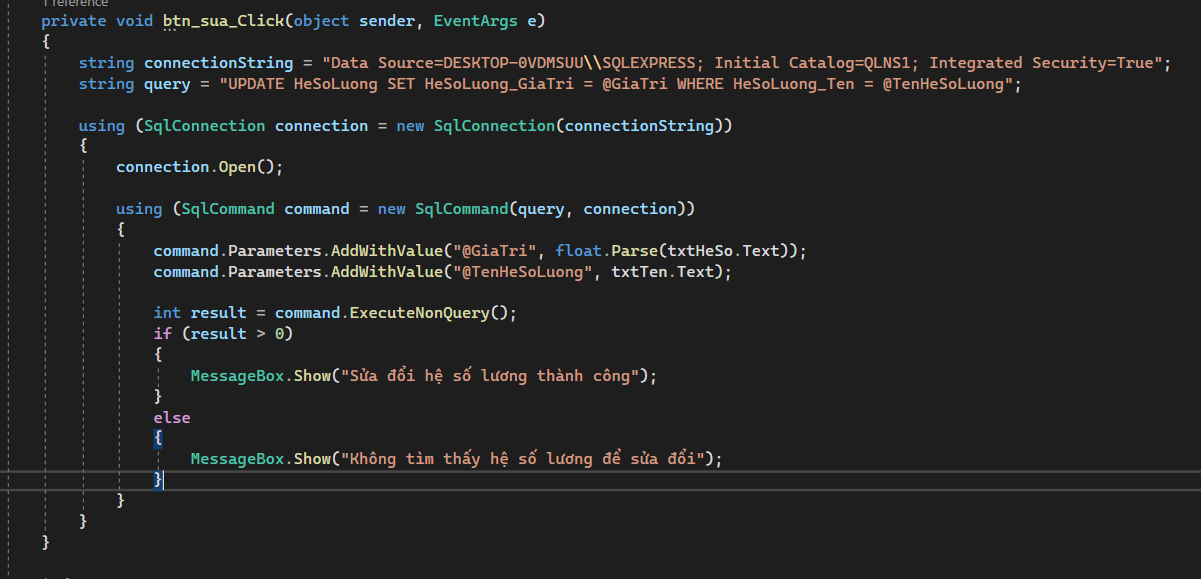 1 reference
private void btn_sua_Click(object sender, EventArgs e)
{
string connectionString = "Data Source=DESKTOP-0VDMSUU\\SQLEXPRESS; Initial Catalog=QLNS1; Integrated Security=True";
string query = "UPDATE HeSoLuong SET HeSoLuong_GiaTri = @GiaTri WHERE HeSoLuong_Ten = @TenHeSoLuong";
using (SqlConnection connection = new SqlConnection(connectionString))
{
connection.Open();
using (SqlCommand command = new SqlCommand(query, connection))
{
command.Parameters.AddWithValue("@GiaTri", float.Parse(txtHeSo.Text));
command.Parameters.AddWithValue("@TenHeSoLuong", txtTen.Text);
int result = command.ExecuteNonQuery();
if (result > 0)
{
MessageBox.Show("Sửa đổi hệ số lương thành công");
}
else
{
MessageBox.Show("Không tìm thấy hệ số lương để sửa đổi");
}
}
}
}